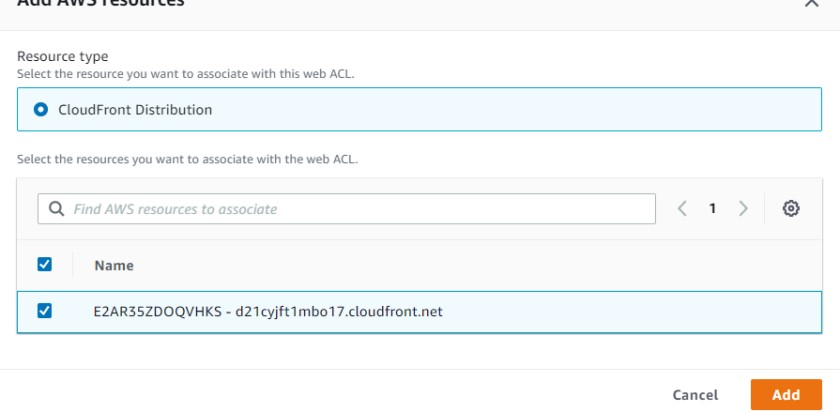 Add AWS resources
Resource type
Select the resource you want to associate with this web ACL.
CloudFront Distribution
Select the resources you want to associate with the web ACL.
Find AWS resources to associate
1
Name
E2AR35ZDOQVHKS - d21cyjft1mbo17.cloudfront.net
Cancel
Add